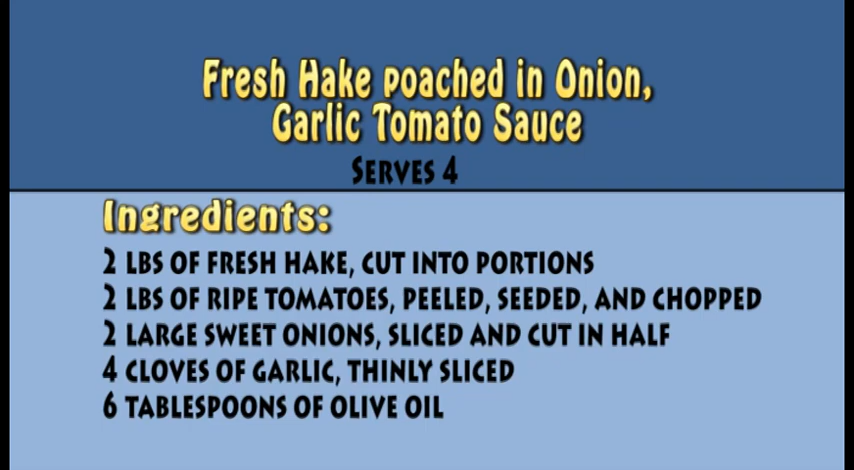 Fresh Hake poached in Onion,
Garlic Tomato Sauce
Serves 4
Ingredients:
2 lbs of fresh hake, cut into portions
2 lbs of ripe tomatoes, peeled, seeded, and chopped
2 large sweet onions, sliced and cut in half
4 cloves of garlic, thinly sliced
6 tablespoons of olive oil